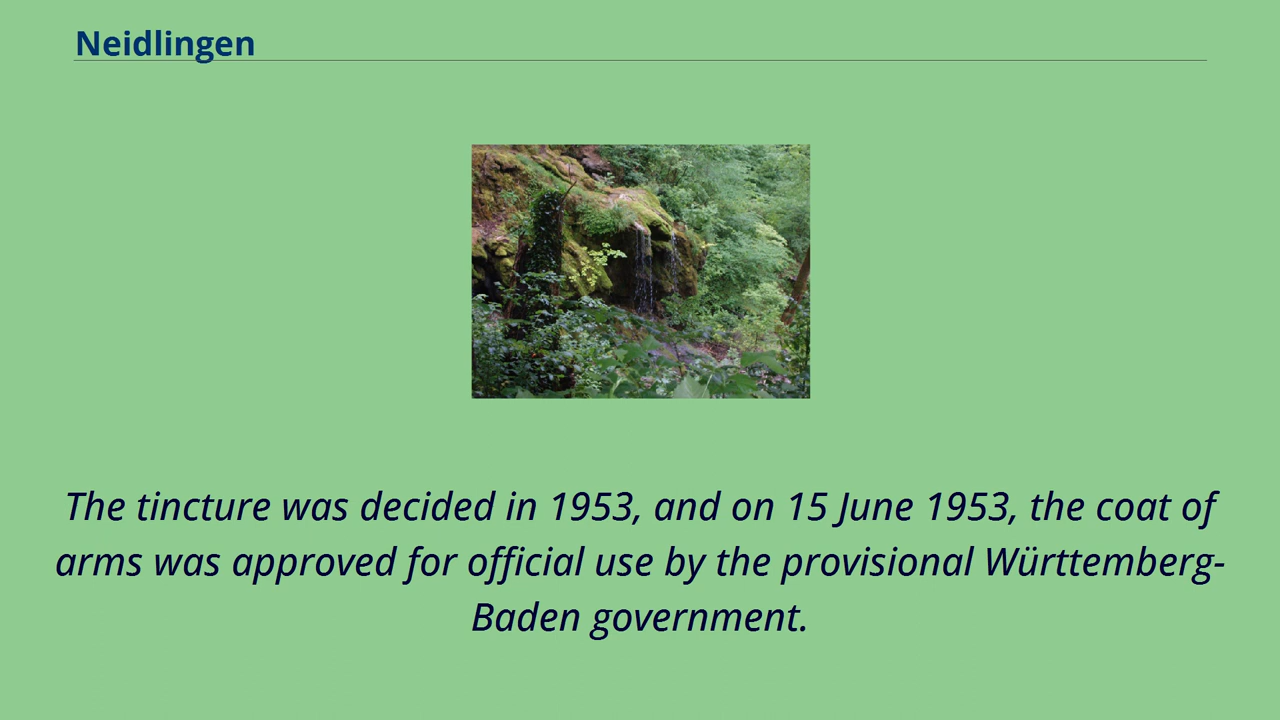 Neidlingen
The tincture was decided in 1953, and on 15 June 1953, the coat of
arms was approved for official use by the provisional Württemberg-
Baden government.